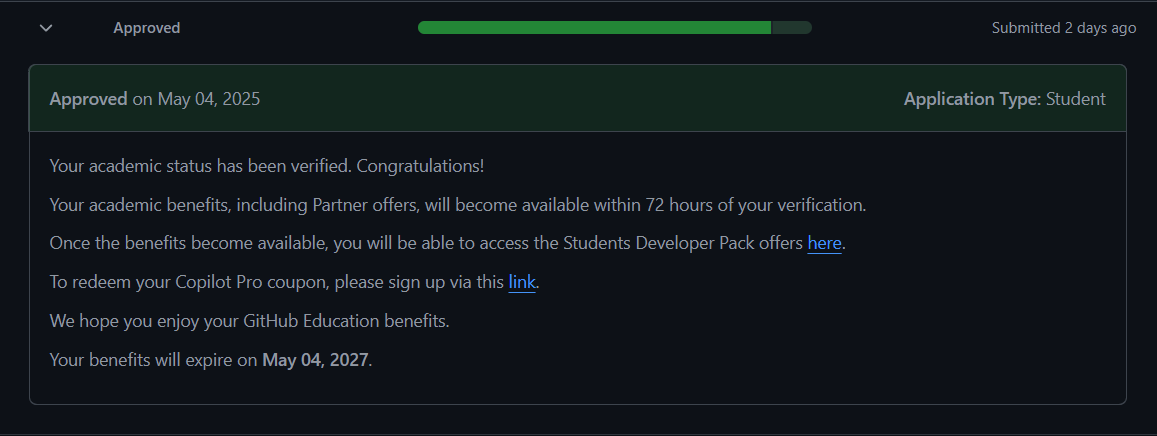 Approved Submitted 2 days ago
Approved on May 04, 2025 Application Type: Student
Your academic status has been verified. Congratulations!
Your academic benefits, including Partner offers, will become available within 72 hours of your verification.
Once the benefits become available, you will be able to access the Students Developer Pack offers here.
To redeem your Copilot Pro coupon, please sign up via this link.
We hope you enjoy your GitHub Education benefits.
Your benefits will expire on May 04, 2027.